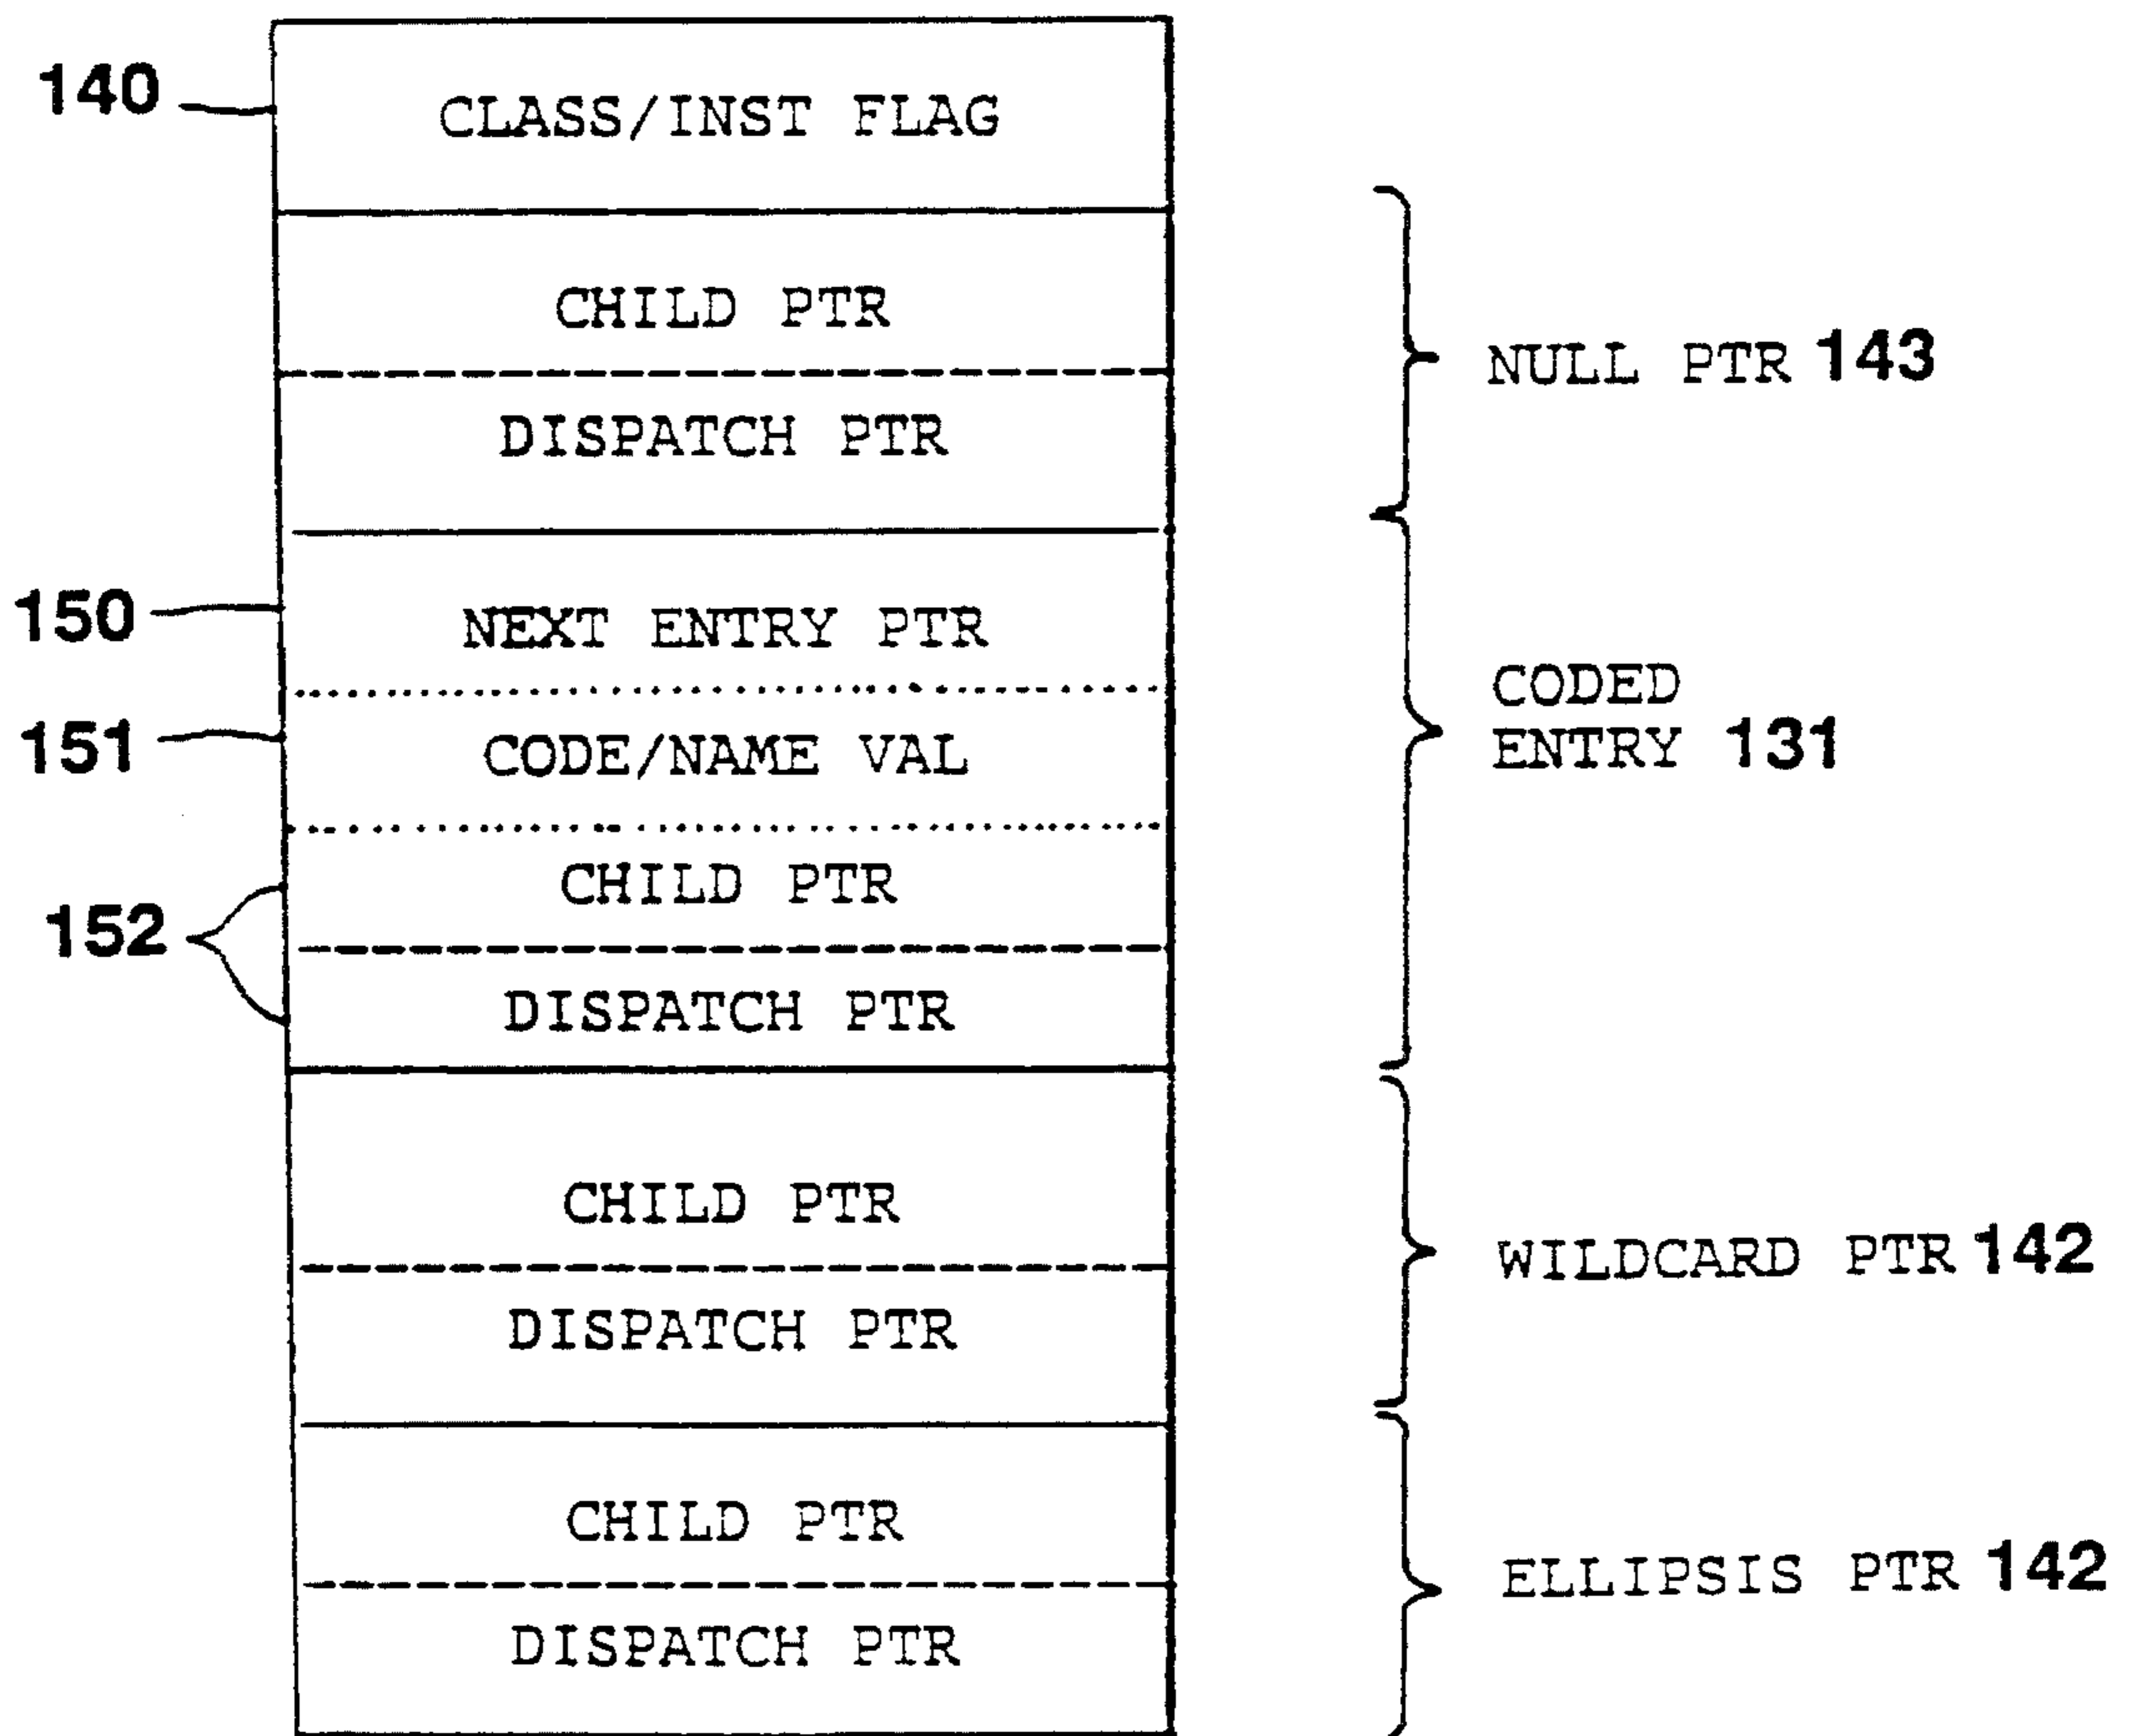 140 CLASS/INST FLAG
CHILD PTR
NULL PTR 143
DISPATCH PTR
150 NEXT ENTRY PTR
CODED
151 CODE/NAME VAL
ENTRY 131
CHILD PTR
152
DISPATCH PTR
CHILD PTR
WILDCARD PTR 142
DISPATCH PTR
CHILD PTR
ELLIPSIS PTR 142
DISPATCH PTR